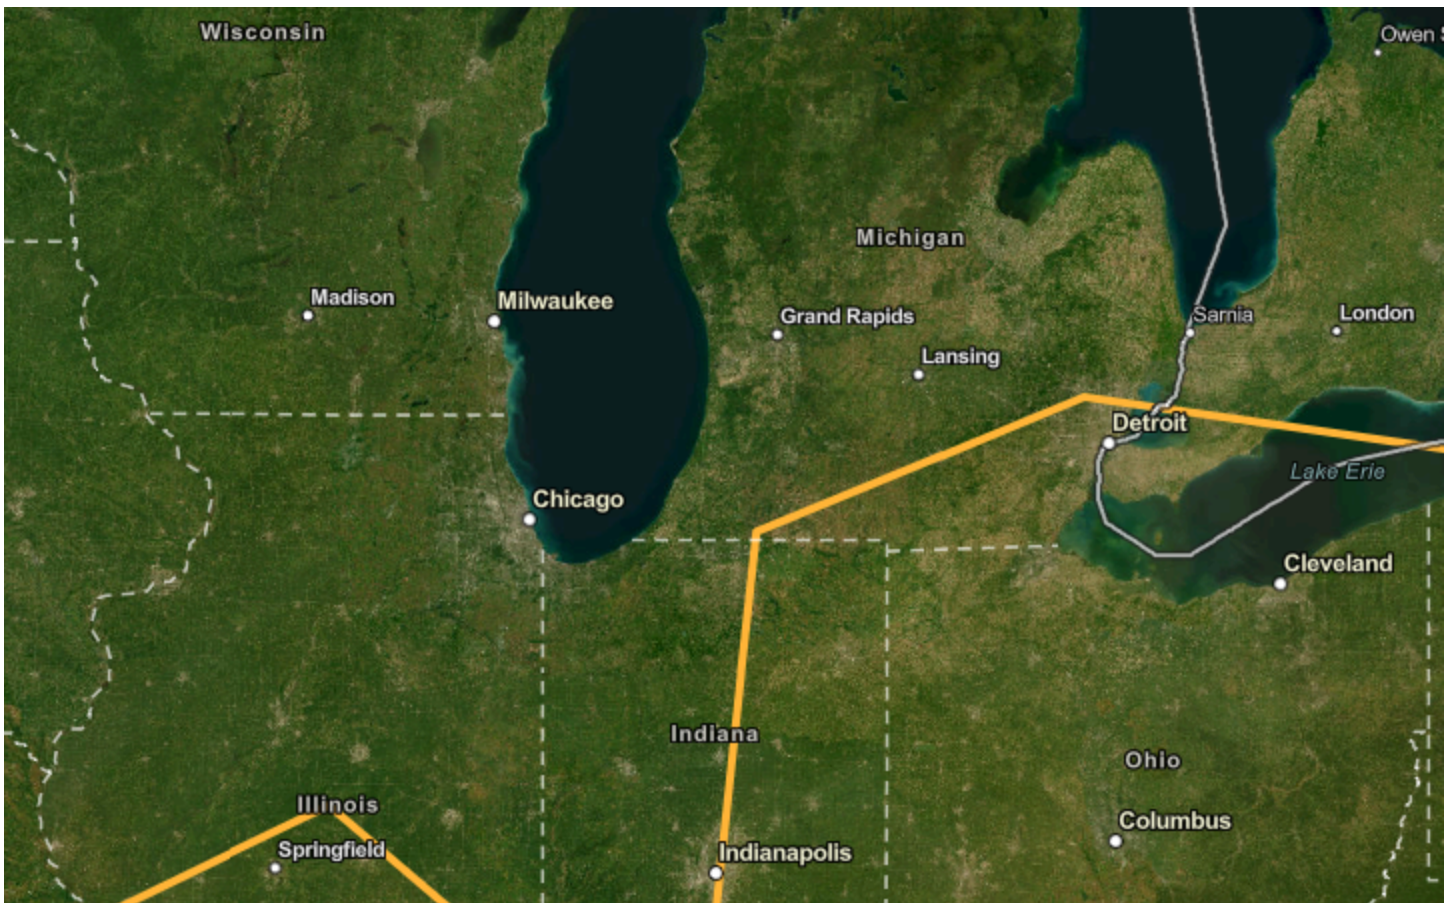 Wisconsin
Owen S
Michigan
Madison
Milwaukee
Grand Rapids
Sarnia
London
Lansing
Detroit
Lake Erie
Chicago
Cleveland
Indiana
Ohio
Illinois
Columbus
Springfield
Indianapolis